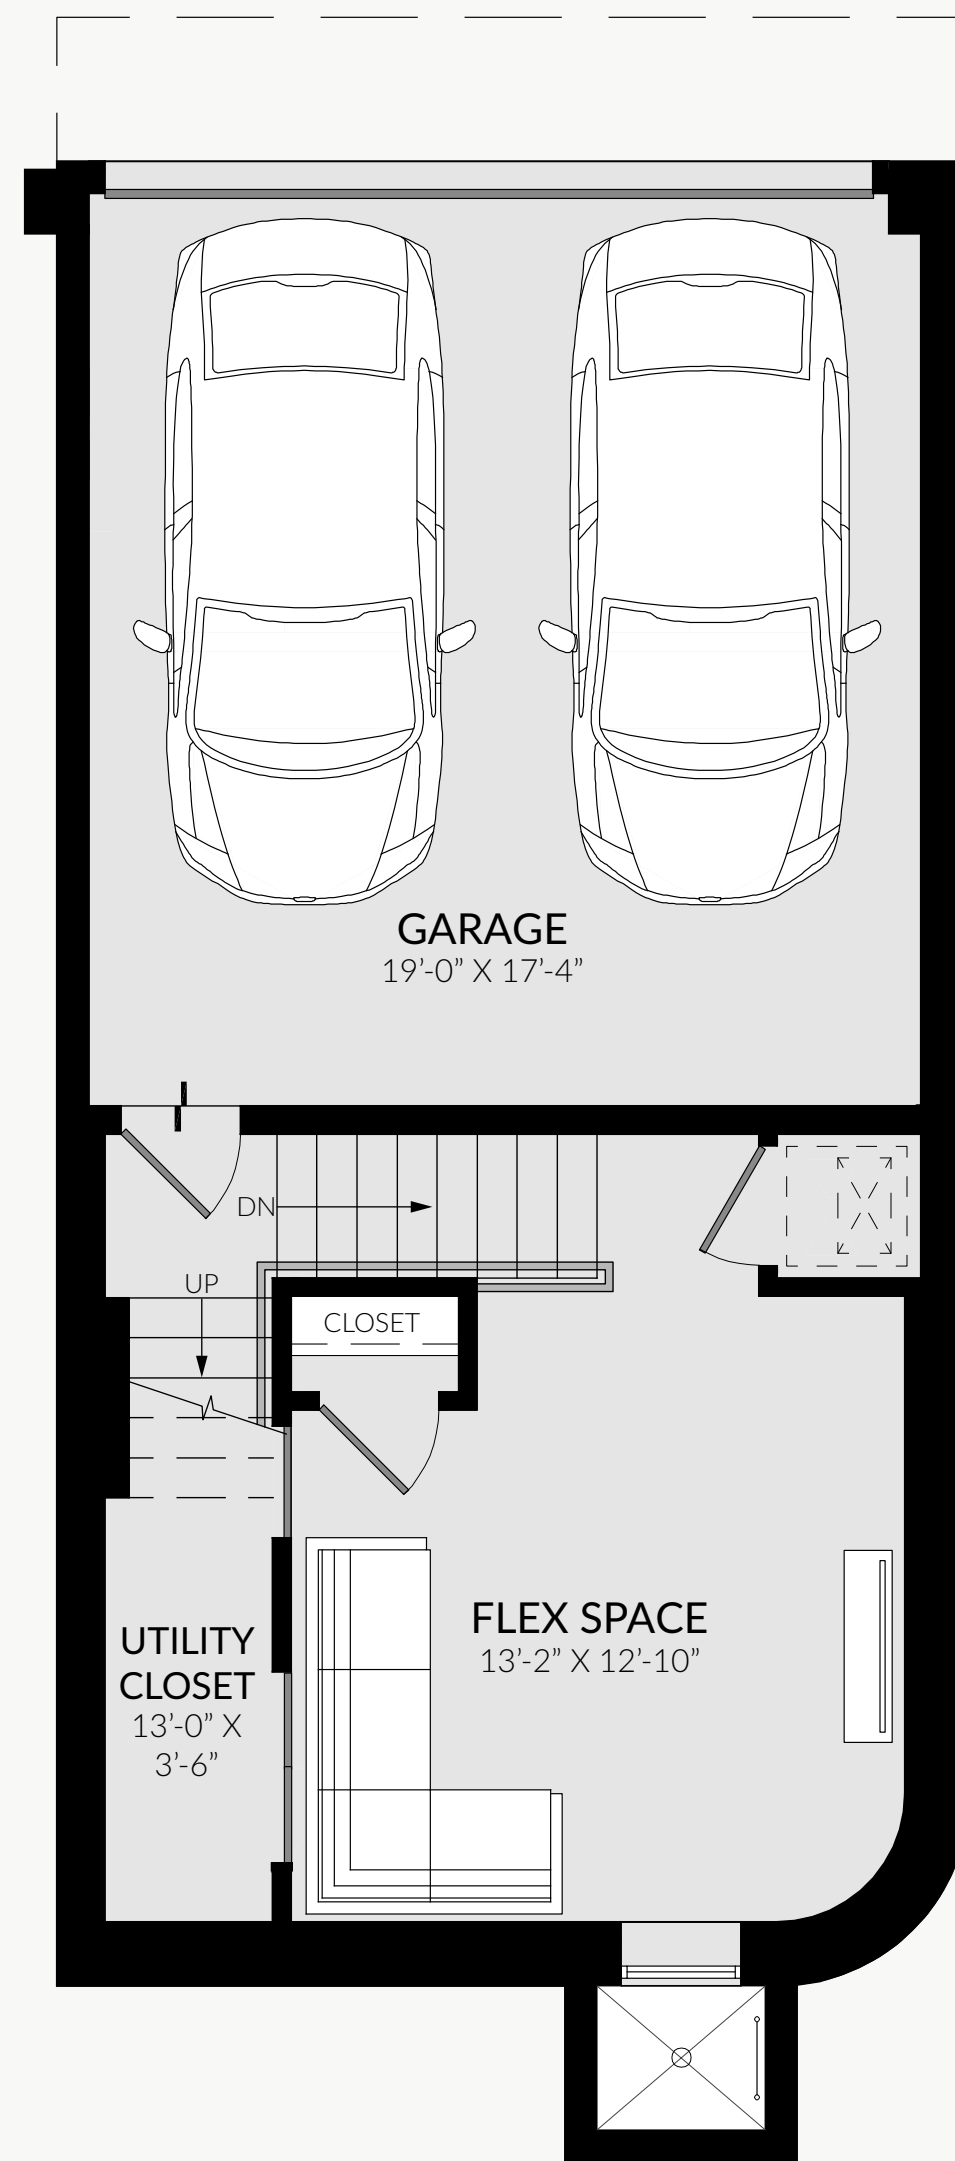 GARAGE
19’-0” X 17’-4”
DN
UP
CLOSET
FLEX SPACE
13’-2” X 12’-10”
UTILITY
CLOSET
13’-0” X
3’-6”